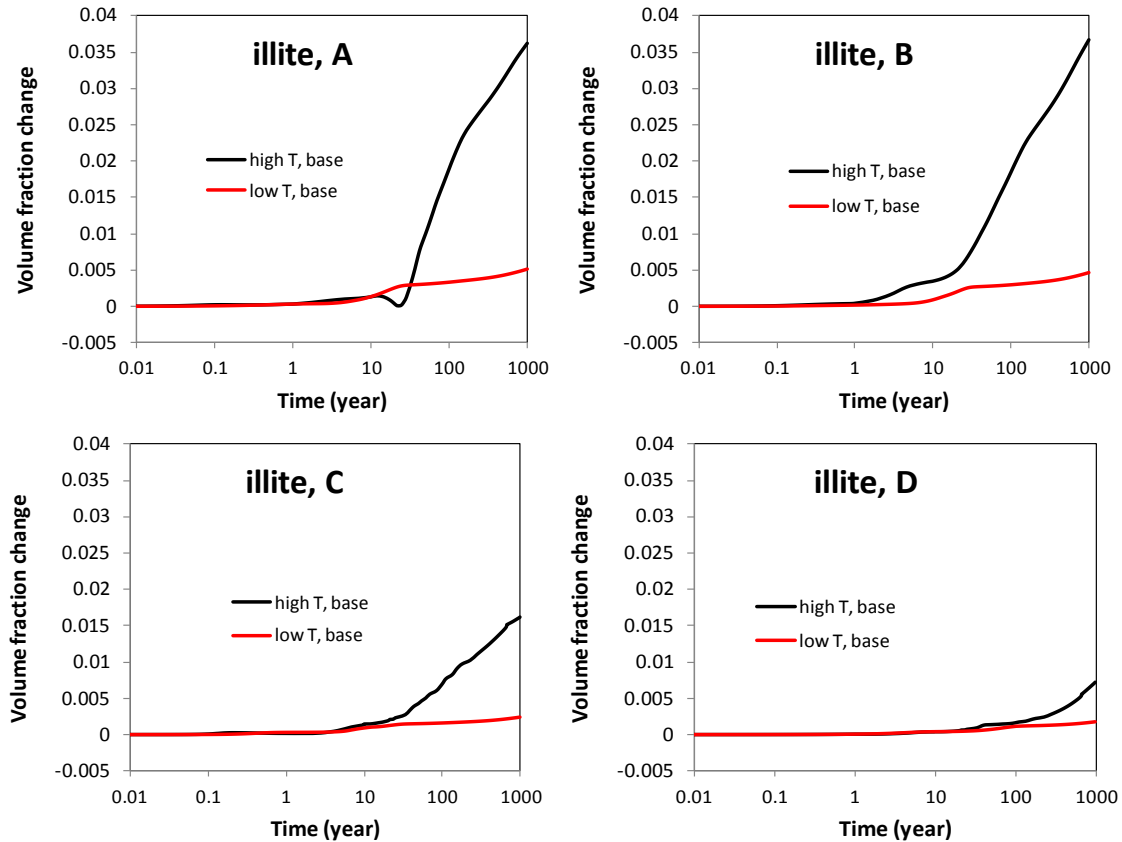 illite, A
Volume fraction change
0.04
0.035
0.03
0.025
0.02
0.015
0.01
0.005
0
-0.005
high T, base
low T, base
0.01 0.1 1 10 100 1000
Time (year)
illite, B
Volume fraction change
0.04
0.035
0.03
0.025
0.02
0.015
0.01
0.005
0
-0.005
high T, base
low T, base
0.01 0.1 1 10 100 1000
Time (year)
illite, C
Volume fraction change
0.04
0.035
0.03
0.025
0.02
0.015
0.01
0.005
0
-0.005
high T, base
low T, base
0.01 0.1 1 10 100 1000
Time (year)
illite, D
Volume fraction change
0.04
0.035
0.03
0.025
0.02
0.015
0.01
0.005
0
-0.005
high T, base
low T, base
0.01 0.1 1 10 100 1000
Time (year)